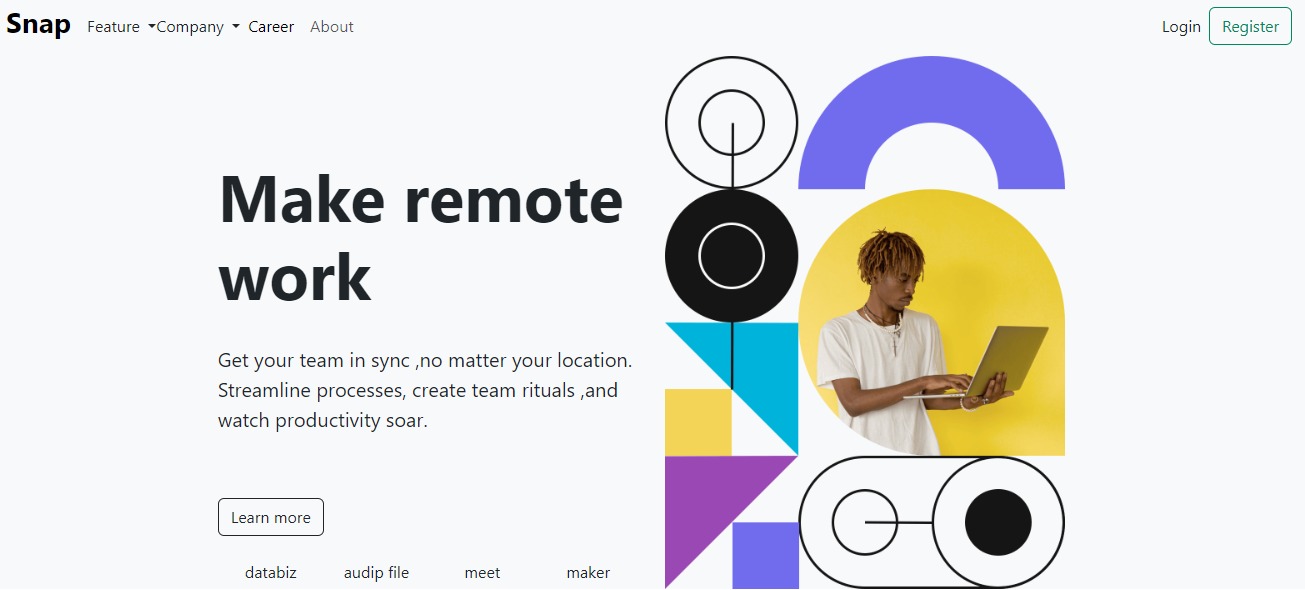 Snap Feature Company Career About Login Register
Make remote
work
Get your team in sync ,no matter your location.
Streamline processes, create team rituals ,and
watch productivity soar.
Learn more
databiz audip file meet maker